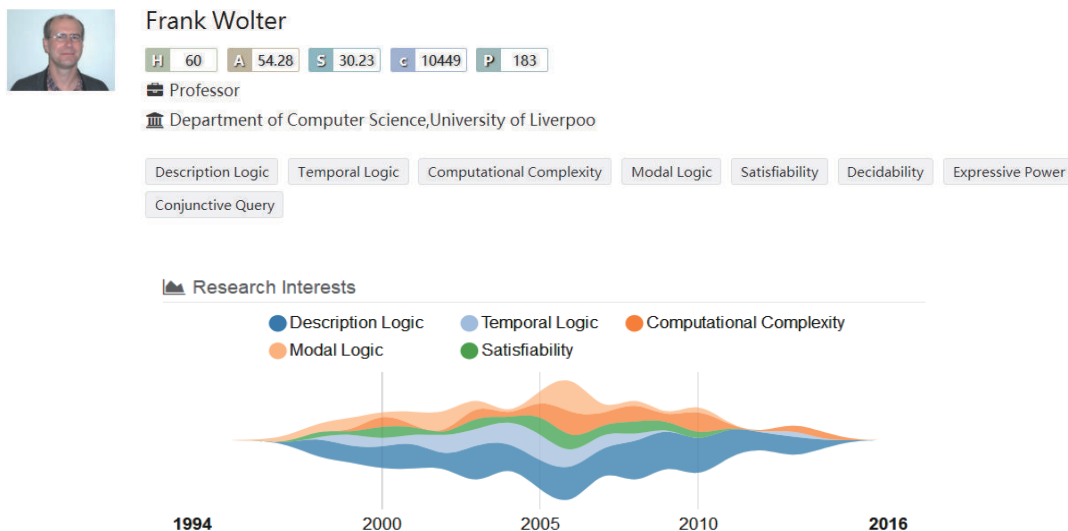 Frank Wolter
H 60 A 54.28 S 30.23 c 10449 P 183
Professor
Department of Computer Science,University of Liverpoo
Description Logic Temporal Logic Computational Complexity Modal Logic Satisfiability Decidability Expressive Power
Conjunctive Query
Research Interests
Description Logic Temporal Logic Computational Complexity
Modal Logic Satisfiability
1994 2000 2005 2010 2016